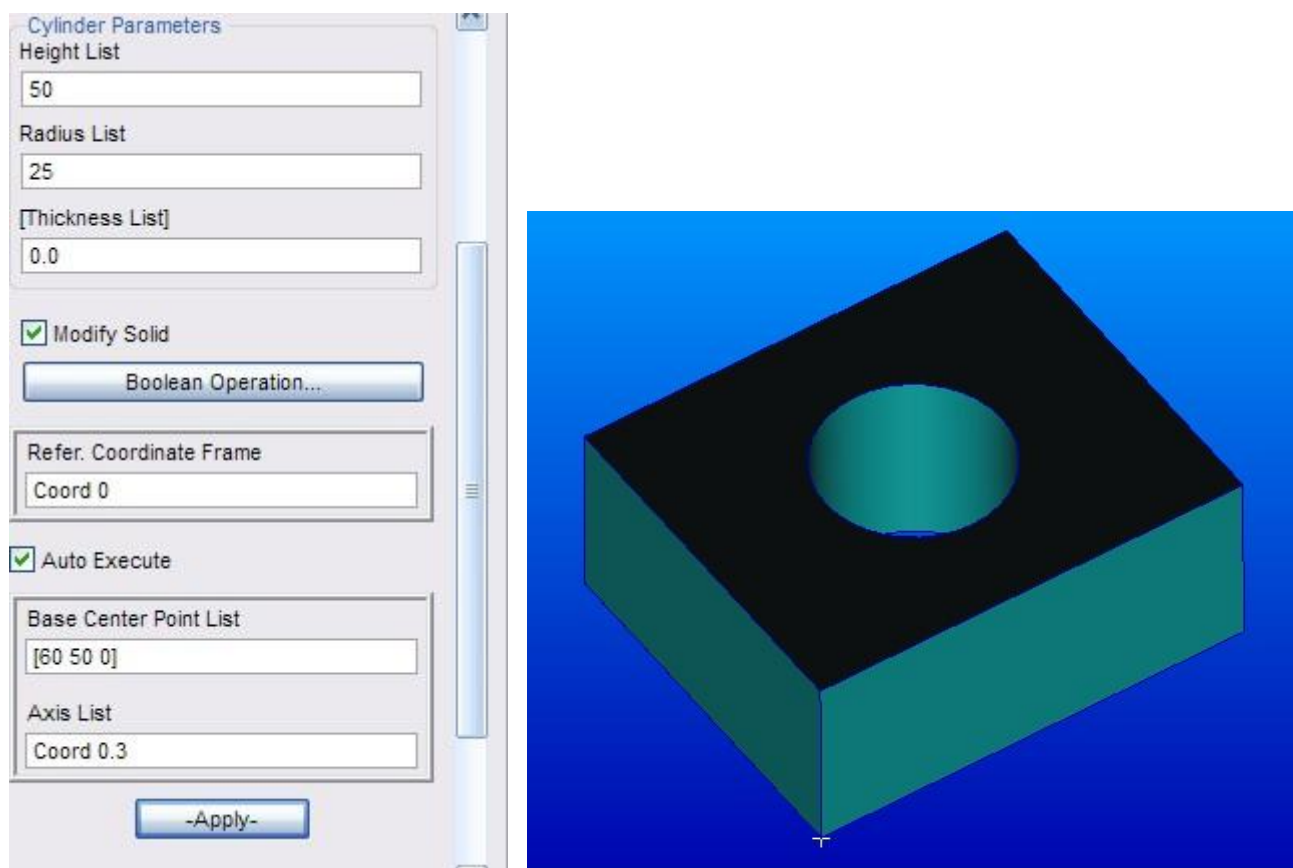 Cylinder Parameters
Height List
50
Radius List
25
[Thickness List]
0.0
Modify Solid
Boolean Operation...
Refer. Coordinate Frame
Coord 0
Auto Execute
Base Center Point List
[60 50 0]
Axis List
Coord 0.3
-Apply-